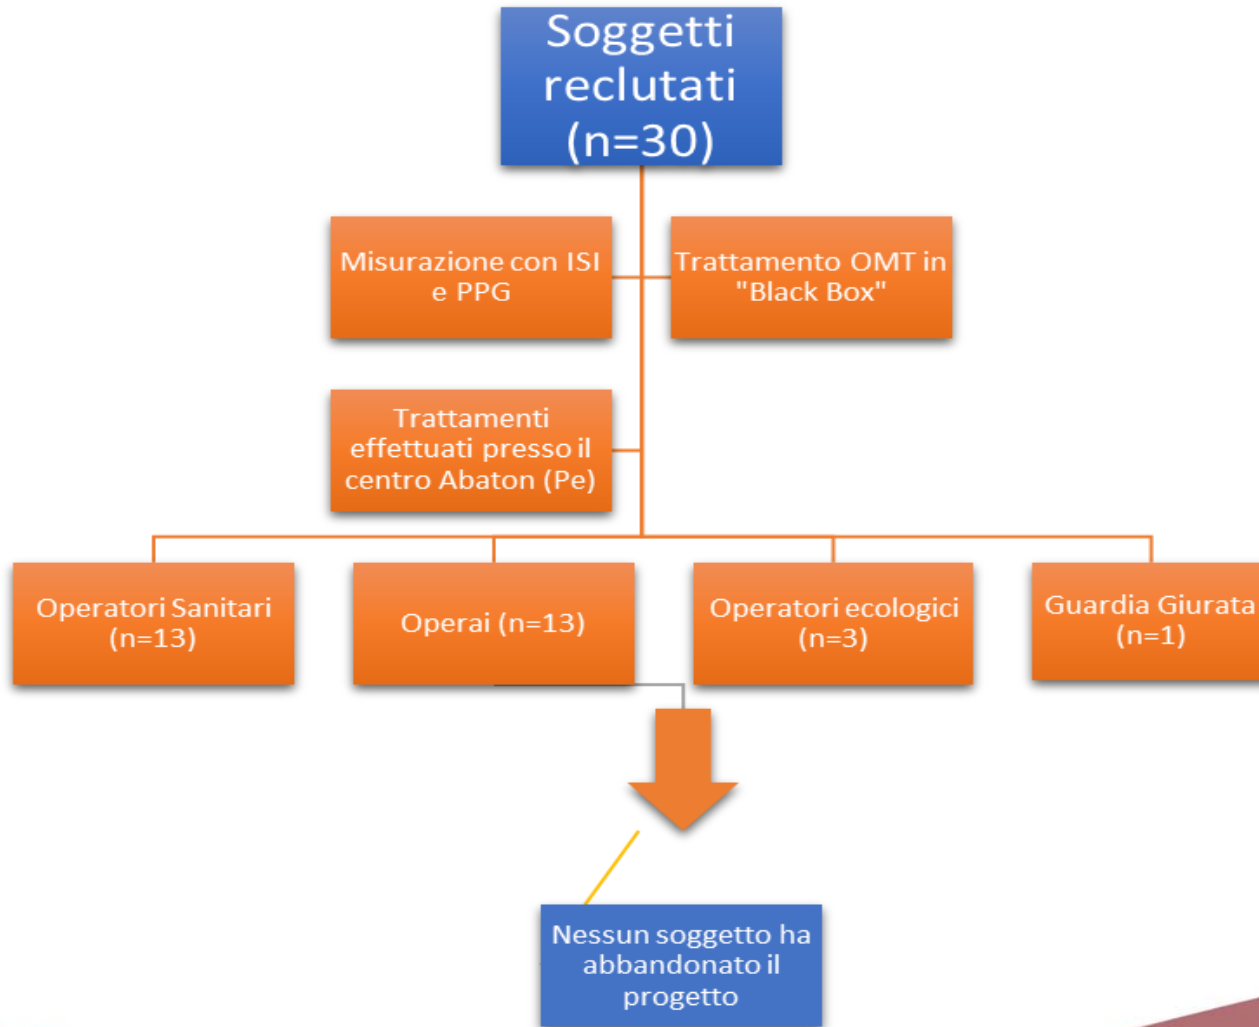 Soggetti
reclutati
(n=30)
Misurazione con ISI
e PPG
Trattamento OMT in
"Black Box"
Trattamenti
effettuati presso il
centro Abaton (Pe)
Operatori Sanitari
(n=13)
Operai (n=13)
Operatori ecologici
(n=3)
Guardia Giurata
(n=1)
Nessun soggetto ha
abbandonato il
progetto